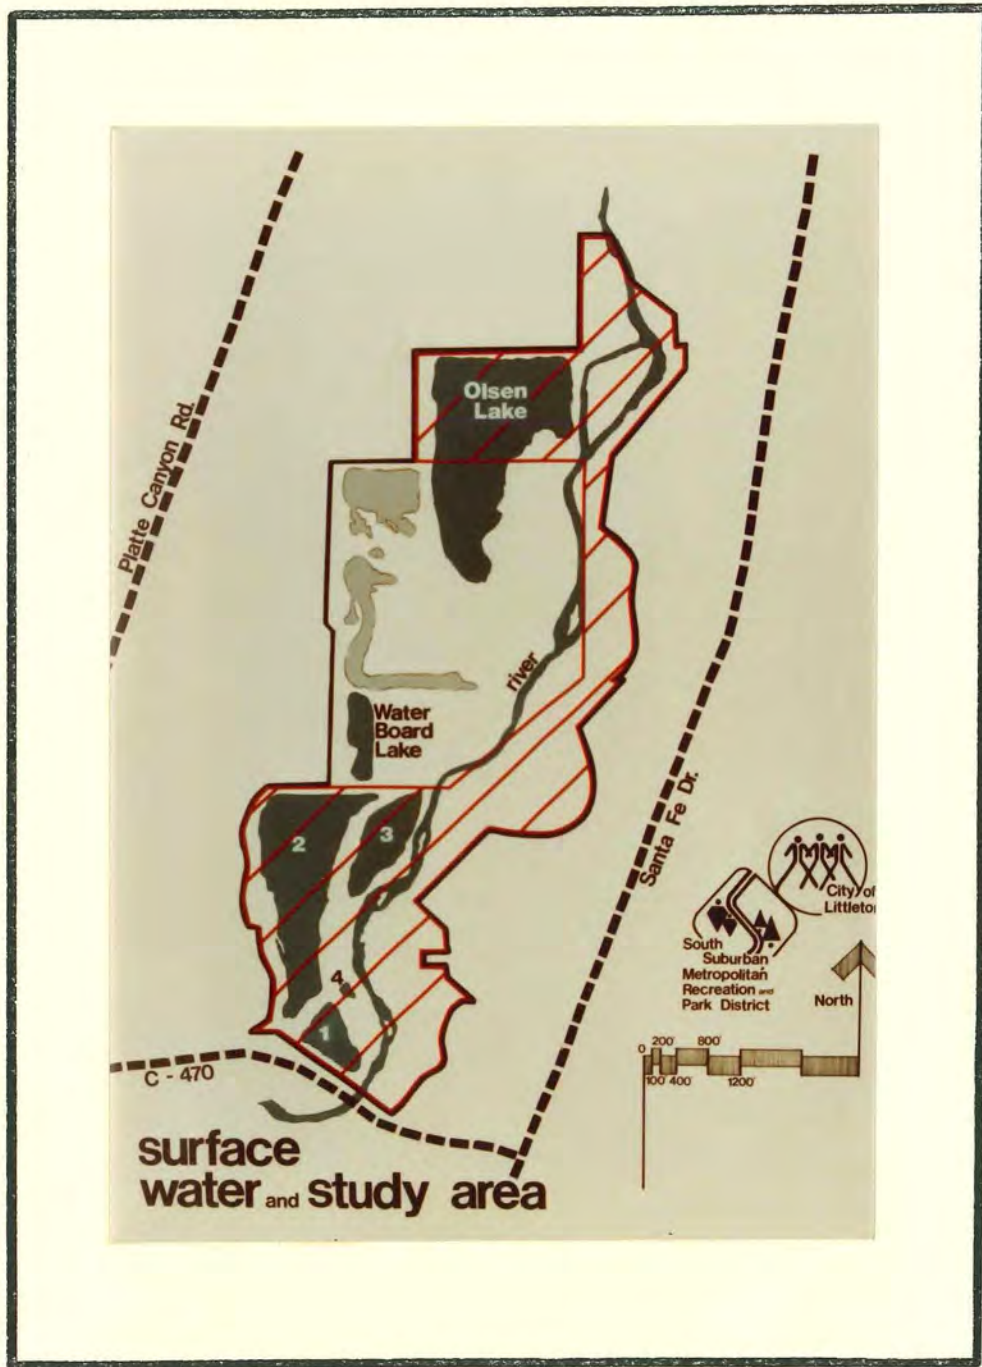 Olsen
Lake
Platte Canyon Rd.
river
Water
Board
Lake
Santa Fe Dr.
2
3
4
1
City of
Littleto
South
Suburban
Metropolitan
Recreation and
Park District
North
0 200' 800'
100' 400' 1200'
C - 470
surface
water and study area